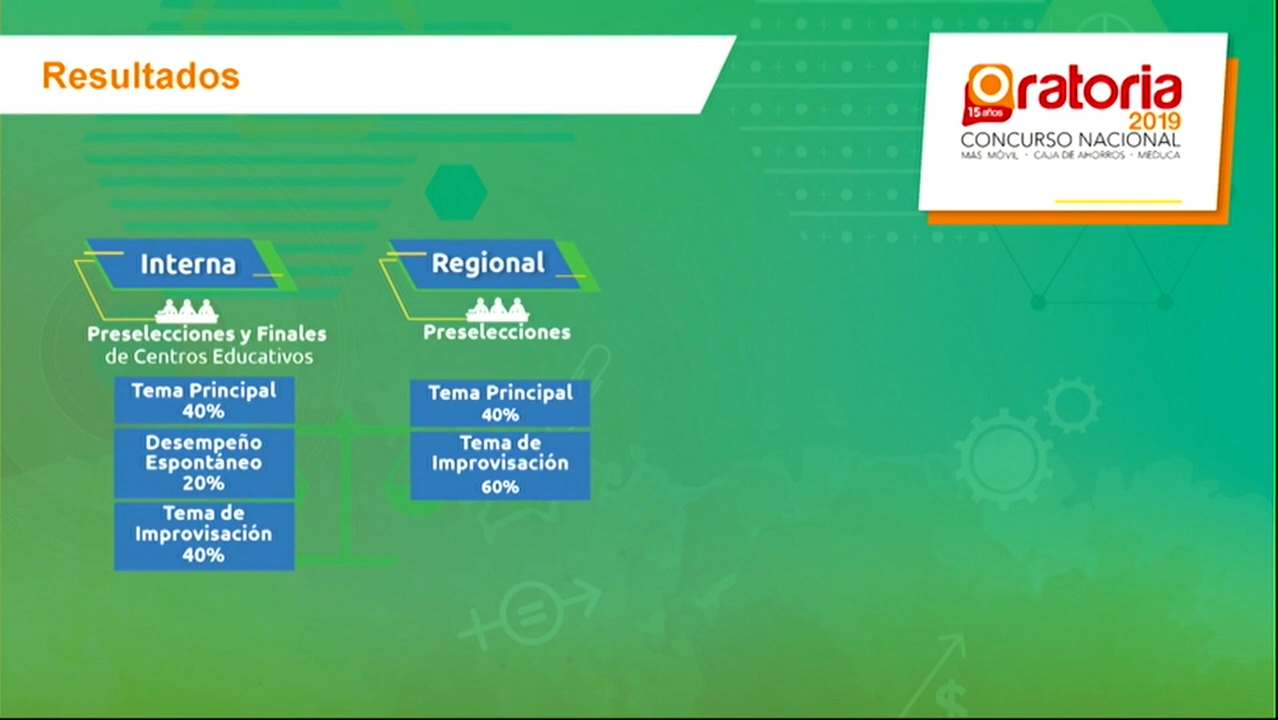 Resultados
Oratoria
15 años
2019
CONCURSO NACIONAL
MÁS MÓVIL · CAJA DE AHORROS · MEDUCA
Interna
Preselecciones y Finales
de Centros Educativos
Tema Principal
40%
Desempeño
Espontáneo
20%
Tema de
Improvisación
40%
Regional
Preselecciones
Tema Principal
40%
Tema de
Improvisación
60%
$